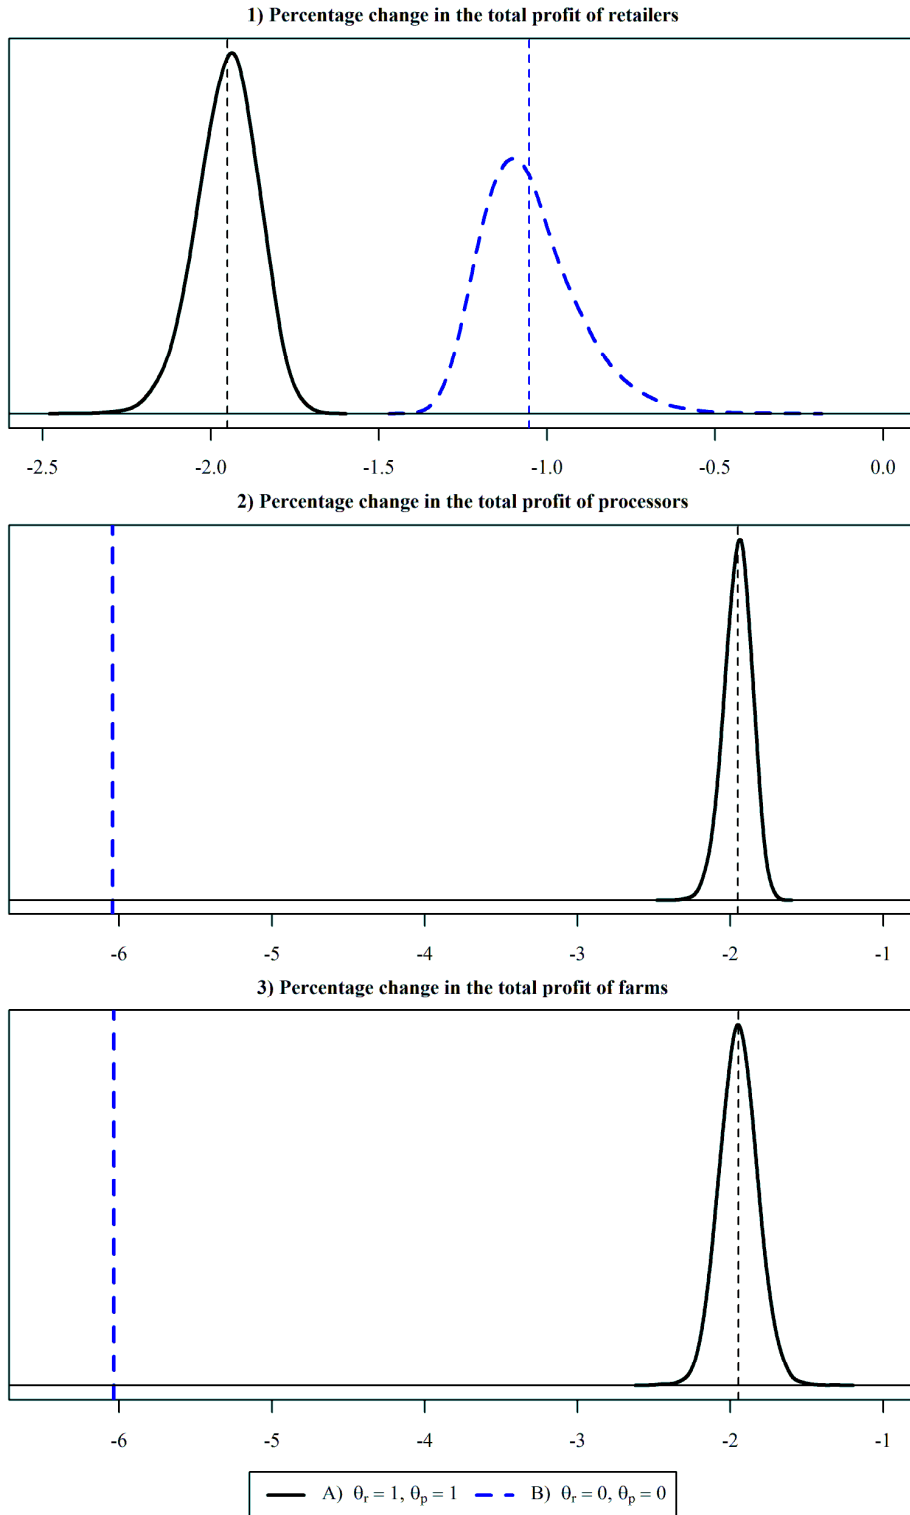 1) Percentage change in the total profit of retailers
-2.5 -2.0 -1.5 -1.0 -0.5 0.0
2) Percentage change in the total profit of processors
-6 -5 -4 -3 -2 -1
3) Percentage change in the total profit of farms
-6 -5 -4 -3 -2 -1
A) θr = 1, θp = 1 B) θr = 0, θp = 0